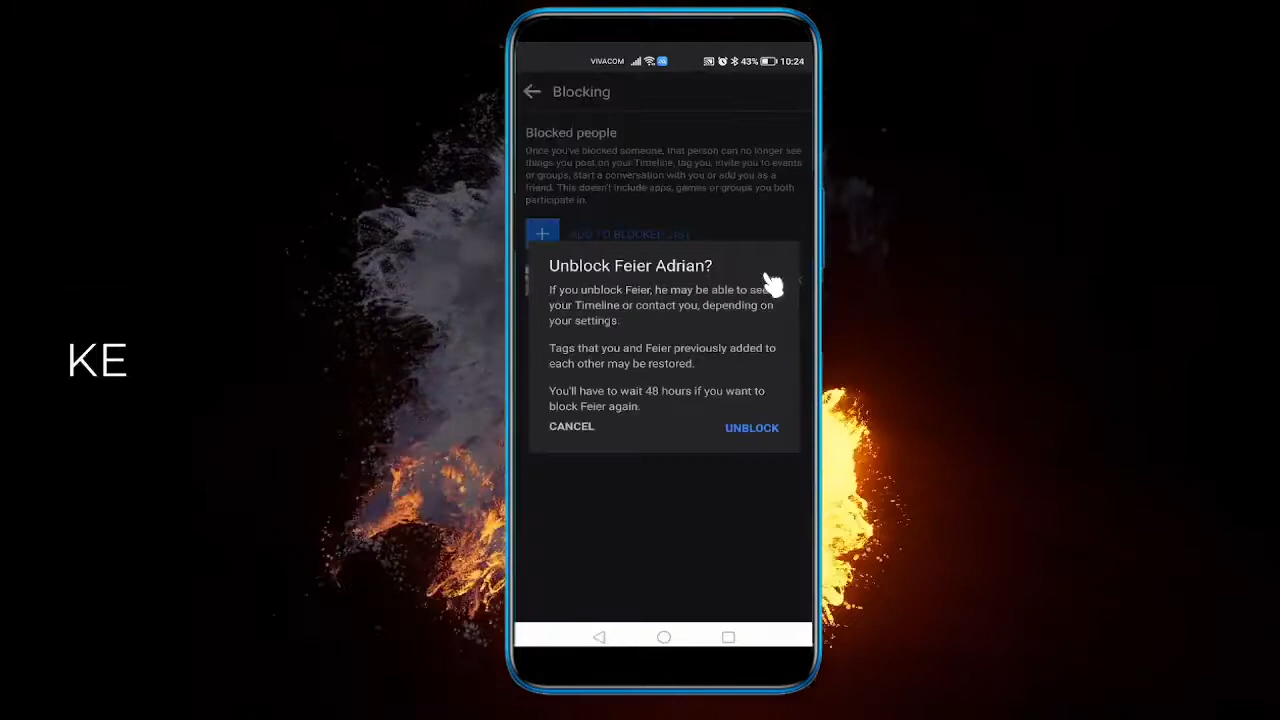 VIVACOM
43% 10:24
Blocking
Blocked people
Once you've blocked someone, that person can no longer see
things you post on your Timeline, tag you, invite you to events
or groups, start a conversation with you or add you as a
friend. This doesn't include apps, games or groups you both
participate in.
ADD TO BLOCKED LIST
Unblock Feier Adrian?
If you unblock Feier, he may be able to see
your Timeline or contact you, depending on
your settings.
Tags that you and Feier previously added to
each other may be restored.
You'll have to wait 48 hours if you want to
block Feier again.
CANCEL UNBLOCK
KE